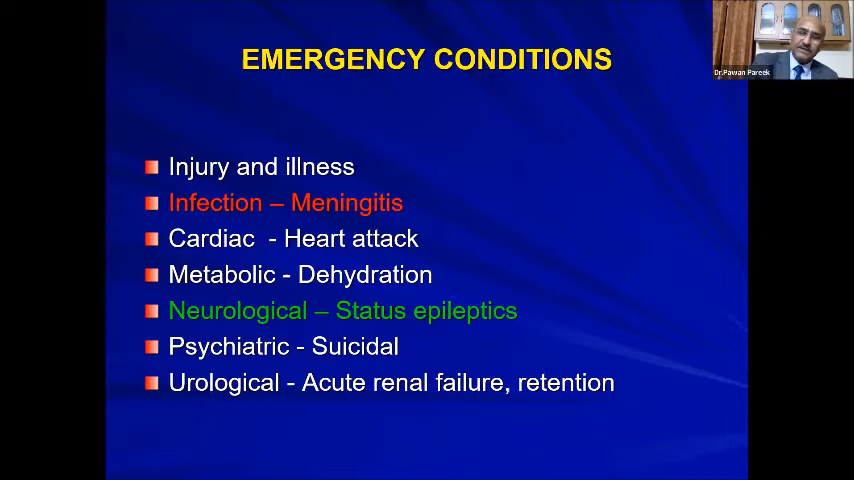 EMERGENCY CONDITIONS
Dr.Pawan Pareek
Injury and illness
Infection – Meningitis
Cardiac - Heart attack
Metabolic - Dehydration
Neurological – Status epileptics
Psychiatric - Suicidal
Urological - Acute renal failure, retention